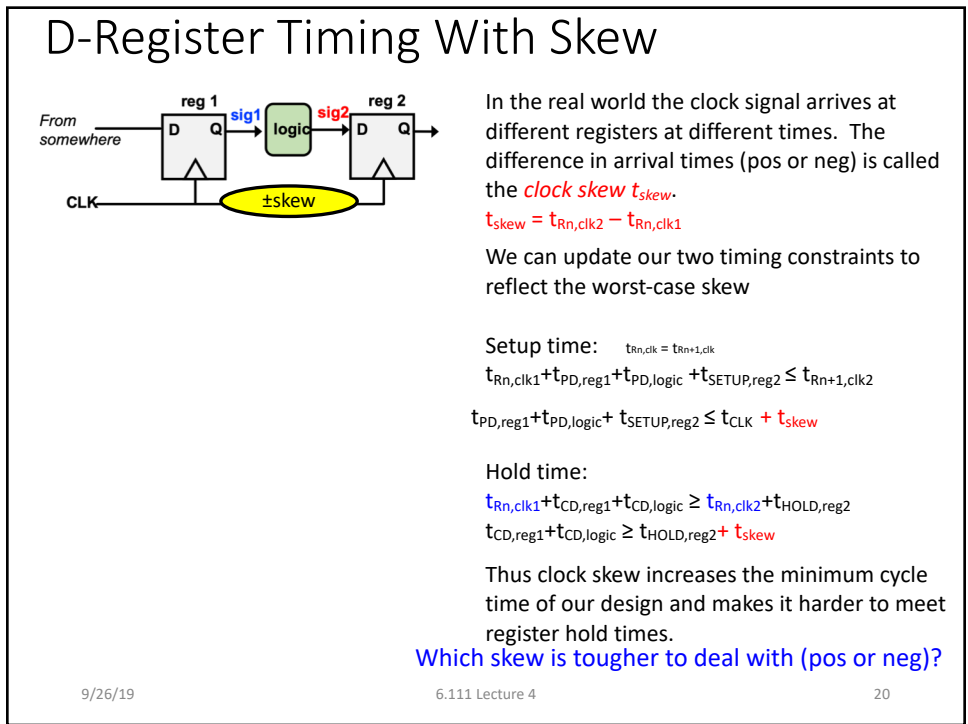 D-Register Timing With Skew
From
somewhere
reg 1
D Q
sig1
logic
sig2
reg 2
D Q
CLK
±skew
In the real world the clock signal arrives at
different registers at different times. The
difference in arrival times (pos or neg) is called
the clock skew tskew.
tskew = tRn,clk2 – tRn,clk1
We can update our two timing constraints to
reflect the worst-case skew
Setup time: tRn,clk = tRn+1,clk
tRn,clk1+tPD,reg1+tPD,logic +tSETUP,reg2 ≤ tRn+1,clk2
tPD,reg1+tPD,logic+ tSETUP,reg2 ≤ tCLK + tskew
Hold time:
tRn,clk1+tCD,reg1+tCD,logic ≥ tRn,clk2+tHOLD,reg2
tCD,reg1+tCD,logic ≥ tHOLD,reg2+ tskew
Thus clock skew increases the minimum cycle
time of our design and makes it harder to meet
register hold times.
Which skew is tougher to deal with (pos or neg)?
9/26/19 6.111 Lecture 4 20